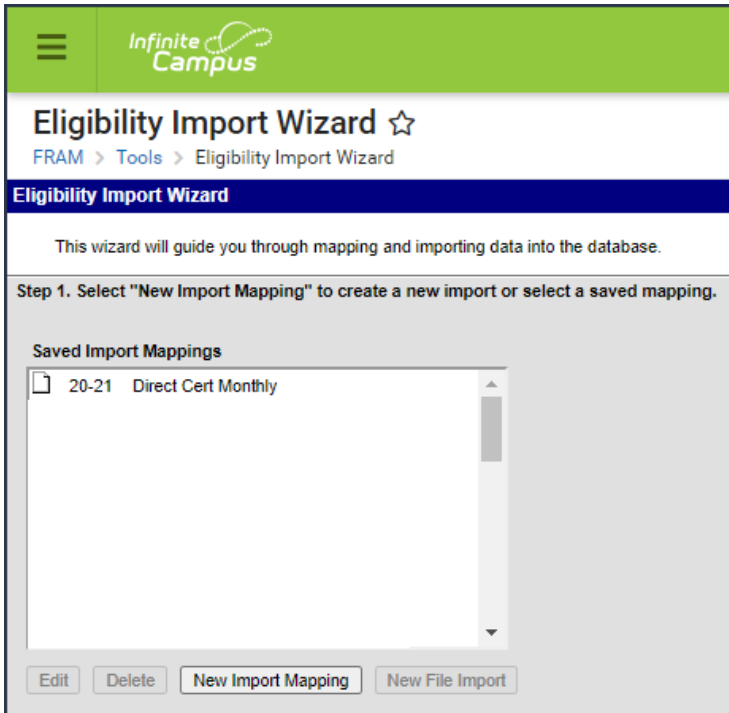 Infinite
Campus
Eligibility Import Wizard
FRAM > Tools > Eligibility Import Wizard
Eligibility Import Wizard
This wizard will guide you through mapping and importing data into the database.
Step 1. Select "New Import Mapping" to create a new import or select a saved mapping.
Saved Import Mappings
20-21 Direct Cert Monthly
Edit Delete New Import Mapping New File Import